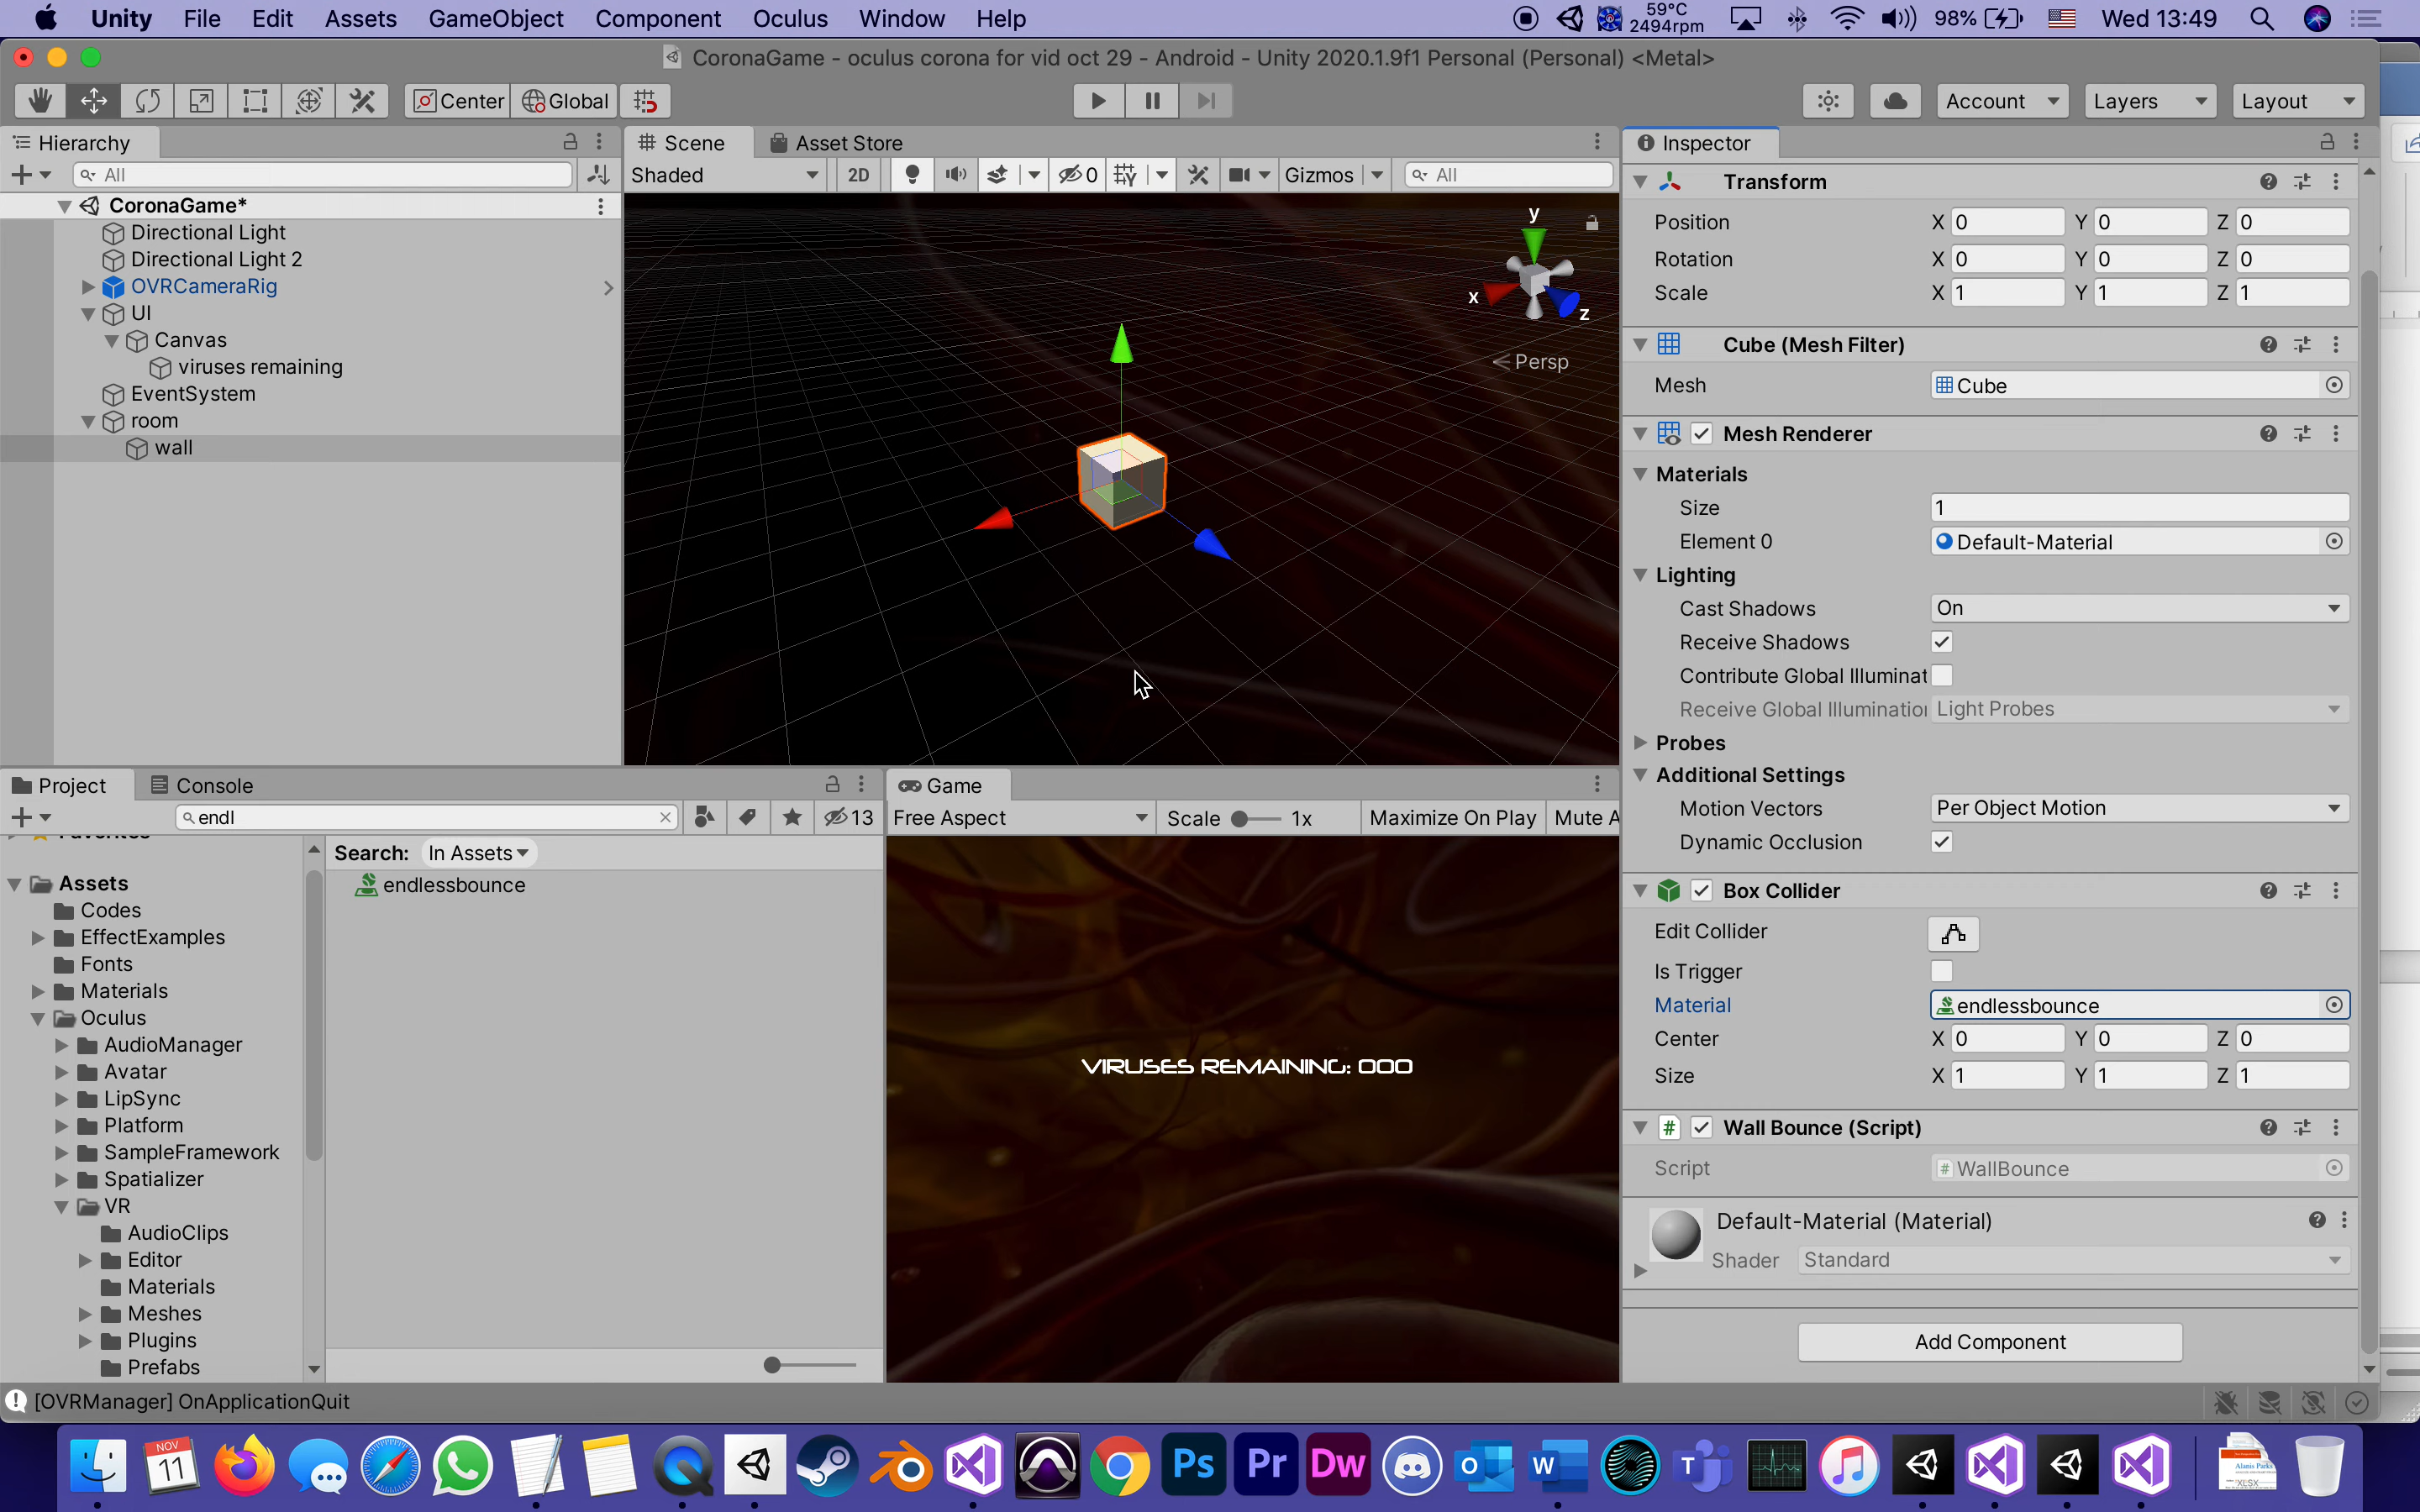 Unity File Edit Assets GameObject Component Oculus Window Help 59°C 2494rpm 98% Wed 13:49
CoronaGame - oculus corona for vid oct 29 - Android - Unity 2020.1.9f1 Personal (Personal) <Metal>
Center Global Account Layers Layout
Hierarchy
All
CoronaGame*
Directional Light
Directional Light 2
OVRCameraRig
UI
Canvas
viruses remaining
EventSystem
room
wall
Scene Asset Store
Shaded 2D 0 Gizmos All
y
x
z
Persp
Project Console
endl 13
Favorites
Assets
Codes
EffectExamples
Fonts
Materials
Oculus
AudioManager
Avatar
LipSync
Platform
SampleFramework
Spatializer
VR
AudioClips
Editor
Materials
Meshes
Plugins
Prefabs
Search: In Assets
endlessbounce
Game
Free Aspect Scale 1x Maximize On Play Mute A
VIRUSES REMAINING: 000
Inspector
Transform
Position X 0 Y 0 Z 0
Rotation X 0 Y 0 Z 0
Scale X 1 Y 1 Z 1
Cube (Mesh Filter)
Mesh Cube
Mesh Renderer
Materials
Size 1
Element 0 Default-Material
Lighting
Cast Shadows On
Receive Shadows
Contribute Global Illuminat
Receive Global Illumination Light Probes
Probes
Additional Settings
Motion Vectors Per Object Motion
Dynamic Occlusion
Box Collider
Edit Collider
Is Trigger
Material endlessbounce
Center X 0 Y 0 Z 0
Size X 1 Y 1 Z 1
Wall Bounce (Script)
Script # WallBounce
Default-Material (Material)
Shader Standard
Add Component
[OVRManager] OnApplicationQuit
NOV
11
Ps Pr Dw O W T
Alanis Parks
XLSX